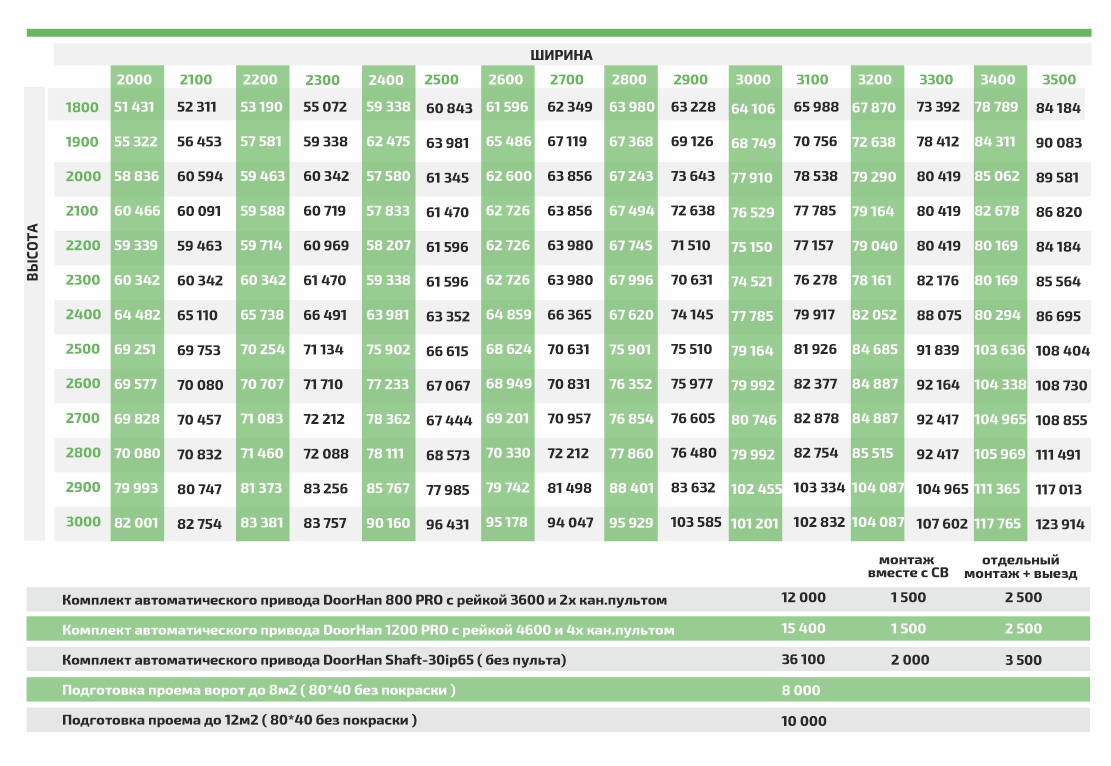 ШИРИНА
2000 2100 2200 2300 2400 2500 2600 2700 2800 2900 3000 3100 3200 3300 3400 3500
ВЫСОТА
1800 51 431 52 311 53 190 55 072 59 338 60 843 61 596 62 349 63 980 63 228 64 106 65 988 67 870 73 392 78 789 84 184
1900 55 322 56 453 57 581 59 338 62 475 63 981 65 486 67 119 67 368 69 126 68 749 70 756 72 638 78 412 84 311 90 083
2000 58 836 60 594 59 463 60 342 57 580 61 345 62 600 63 856 67 243 73 643 77 910 78 538 79 290 80 419 85 062 89 581
2100 60 466 60 091 59 588 60 719 57 833 61 470 62 726 63 856 67 494 72 638 76 529 77 785 79 164 80 419 82 678 86 820
2200 59 339 59 463 59 714 60 969 58 207 61 596 62 726 63 980 67 745 71 510 75 150 77 157 79 040 80 419 80 169 84 184
2300 60 342 60 342 60 342 61 470 59 338 61 596 62 726 63 980 67 996 70 631 74 521 76 278 78 161 82 176 80 169 85 564
2400 64 482 65 110 65 738 66 491 63 981 63 352 64 859 66 365 67 620 74 145 77 785 79 917 82 052 88 075 80 294 86 695
2500 69 251 69 753 70 254 71 134 75 902 66 615 68 624 70 631 75 901 75 510 79 164 81 926 84 685 91 839 103 636 108 404
2600 69 577 70 080 70 707 71 710 77 233 67 067 68 949 70 831 76 352 75 977 79 992 82 377 84 887 92 164 104 338 108 730
2700 69 828 70 457 71 083 72 212 78 362 67 444 69 201 70 957 76 854 76 605 80 746 82 878 84 887 92 417 104 965 108 855
2800 70 080 70 832 71 460 72 088 78 111 68 573 70 330 72 212 77 860 76 480 79 992 82 754 85 515 92 417 105 969 111 491
2900 79 993 80 747 81 373 83 256 85 767 77 985 79 742 81 498 88 401 83 632 102 455 103 334 104 087 104 965 111 365 117 013
3000 82 001 82 754 83 381 83 757 90 160 96 431 95 178 94 047 95 929 103 585 101 201 102 832 104 087 107 602 117 765 123 914
монтаж отдельный
вместе с СВ монтаж + выезд
Комплект автоматического привода DoorHan 800 PRO с рейкой 3600 и 2х кан.пультом 12 000 1 500 2 500
Комплект автоматического привода DoorHan 1200 PRO с рейкой 4600 и 4х кан.пультом 15 400 1 500 2 500
Комплект автоматического привода DoorHan Shaft-30ip65 ( без пульта) 36 100 2 000 3 500
Подготовка проема ворот до 8м2 ( 80*40 без покраски ) 8 000
Подготовка проема до 12м2 ( 80*40 без покраски ) 10 000